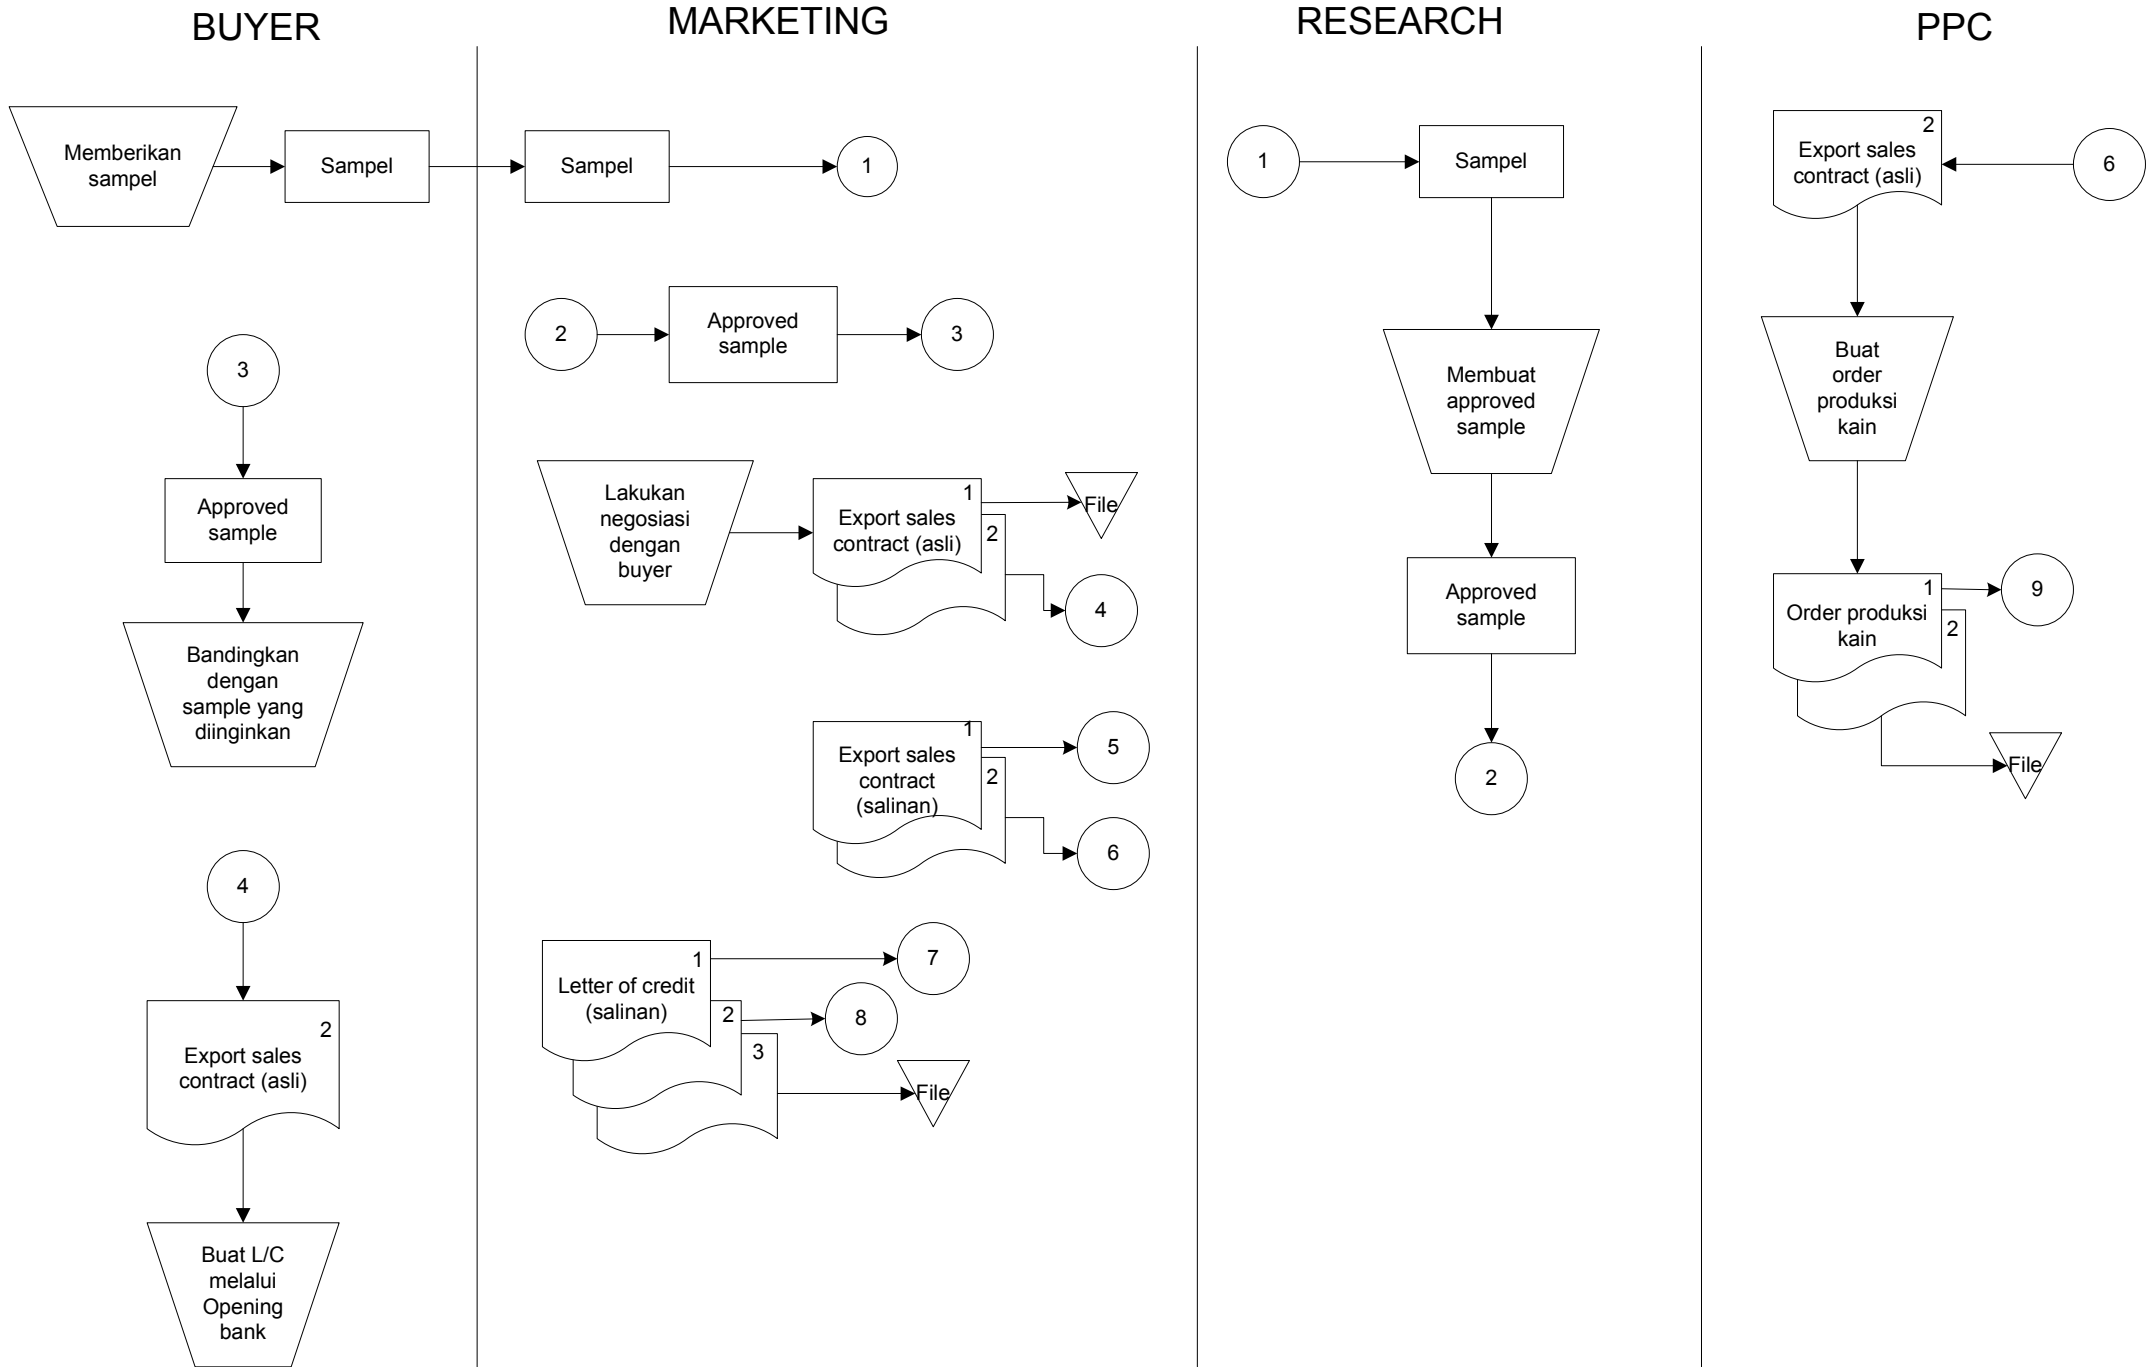 BUYER
MARKETING
RESEARCH
PPC
Memberikan
sampel
Sampel
3
Approved
sample
Bandingkan
dengan
sample yang
diinginkan
4
2
Export sales
contract (asli)
Buat L/C
melalui
Opening
bank
Sampel
1
2
Approved
sample
3
Lakukan
negosiasi
dengan
buyer
1
Export sales
contract (asli)
2
File
4
1
Export sales
contract
(salinan)
2
5
6
1
Letter of credit
(salinan)
2
3
7
8
File
1
Sampel
Membuat
approved
sample
Approved
sample
2
2
Export sales
contract (asli)
6
Buat
order
produksi
kain
1
Order produksi
kain
2
9
File